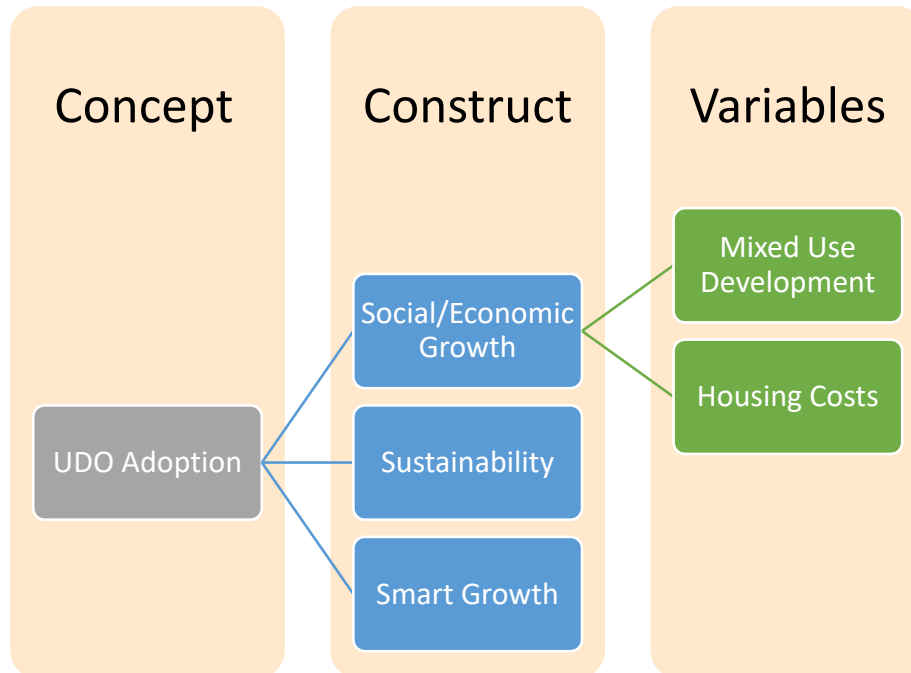 Concept
Construct
Variables
UDO Adoption
Social/Economic
Growth
Sustainability
Smart Growth
Mixed Use
Development
Housing Costs